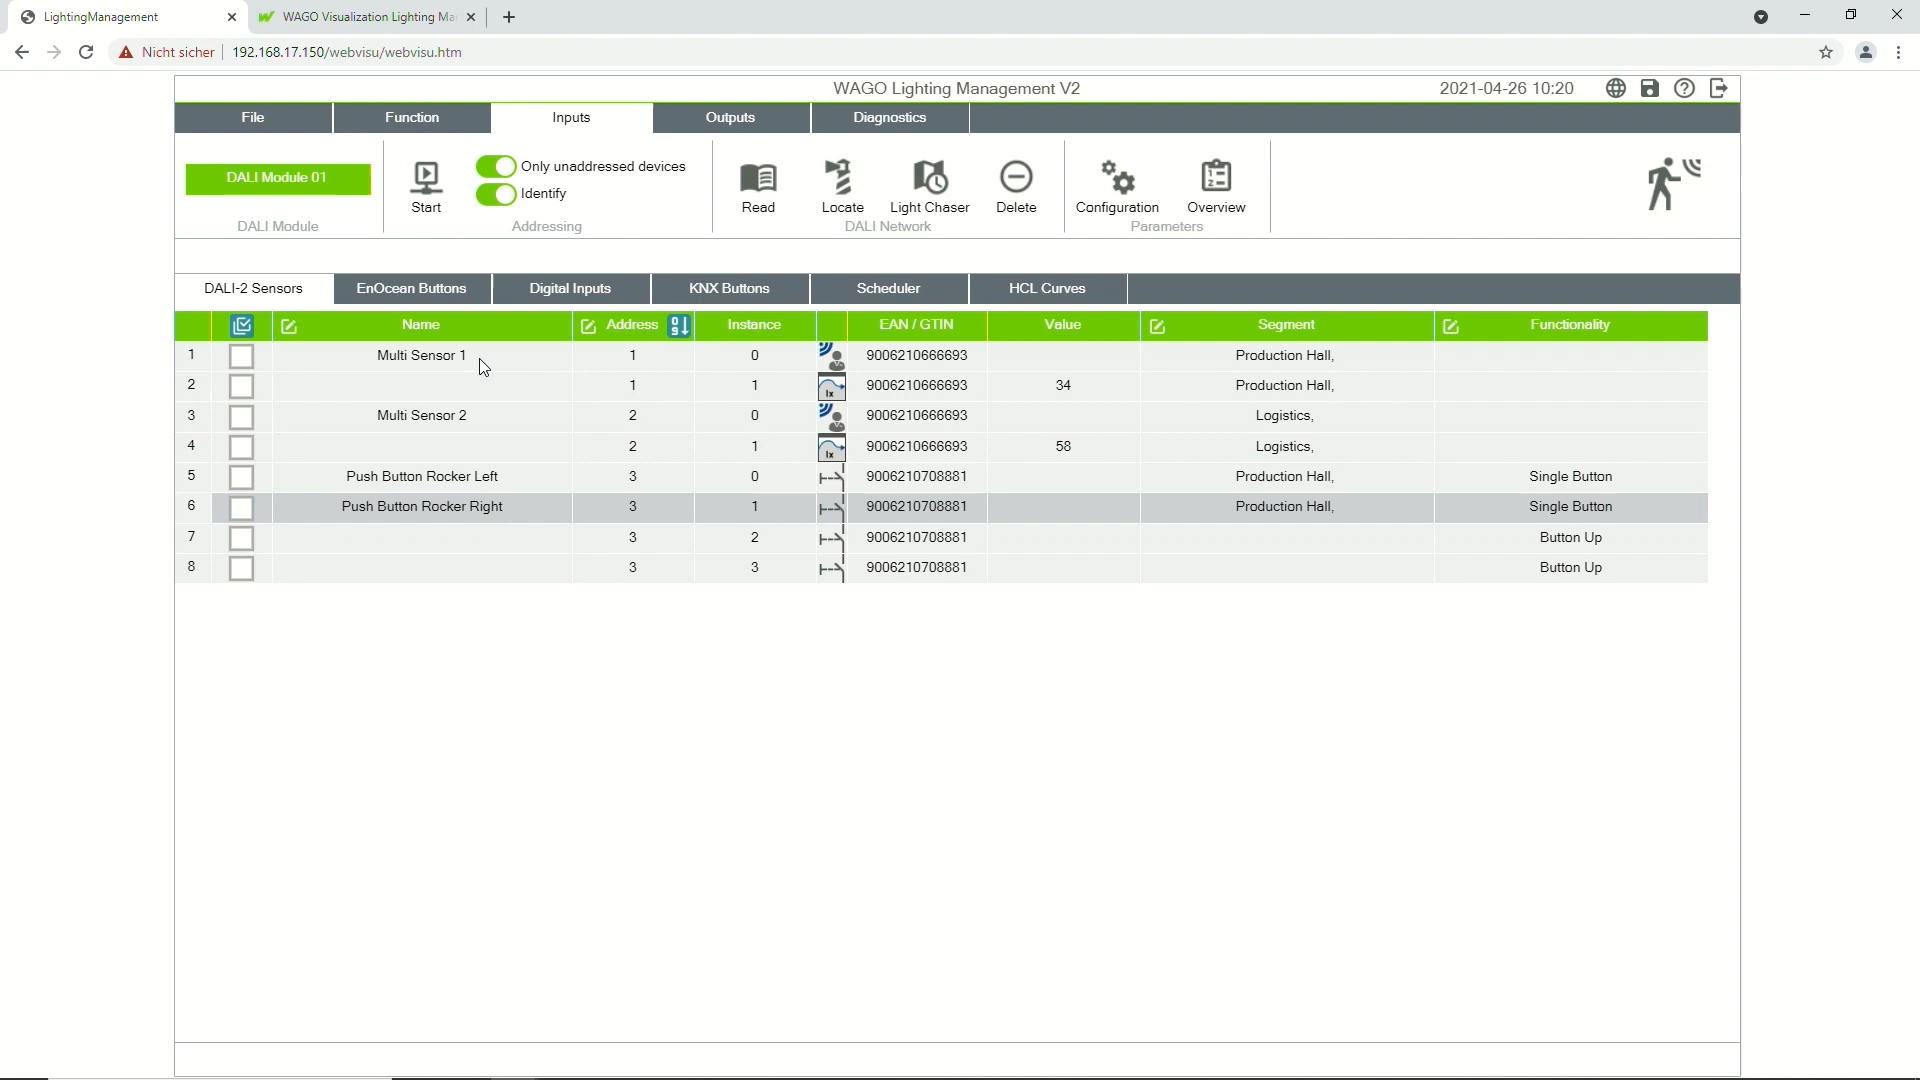 LightingManagement
WAGO Visualization Lighting Ma
Nicht sicher 192.168.17.150/webvisu/webvisu.htm
WAGO Lighting Management V2 2021-04-26 10:20
File Function Inputs Outputs Diagnostics
DALI Module 01
DALI Module
Start
Only unaddressed devices
Identify
Addressing
Read Locate Light Chaser Delete
DALI Network
Configuration Overview
Parameters
DALI-2 Sensors EnOcean Buttons Digital Inputs KNX Buttons Scheduler HCL Curves
Name Address Instance EAN / GTIN Value Segment Functionality
1 Multi Sensor 1 1 0 9006210666693 Production Hall,
2 1 1 lx 9006210666693 34 Production Hall,
3 Multi Sensor 2 2 0 9006210666693 Logistics,
4 2 1 lx 9006210666693 58 Logistics,
5 Push Button Rocker Left 3 0 9006210708881 Production Hall, Single Button
6 Push Button Rocker Right 3 1 9006210708881 Production Hall, Single Button
7 3 2 9006210708881 Button Up
8 3 3 9006210708881 Button Up